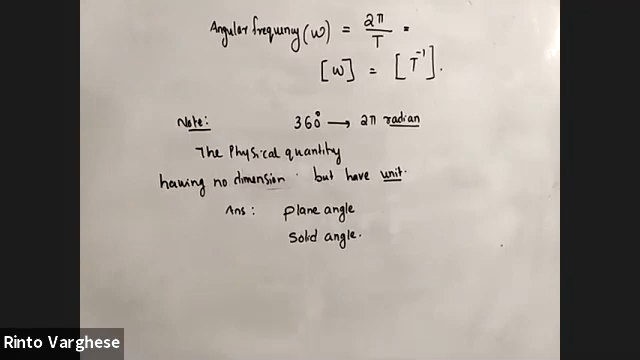 Angular frequency (ω) = 2π/T =
[ω] = [T⁻¹].
Note: 360° → 2π radian
The Physical quantity
having no dimension . but have unit.
Ans : plane angle
Solid angle.
Rinto Varghese